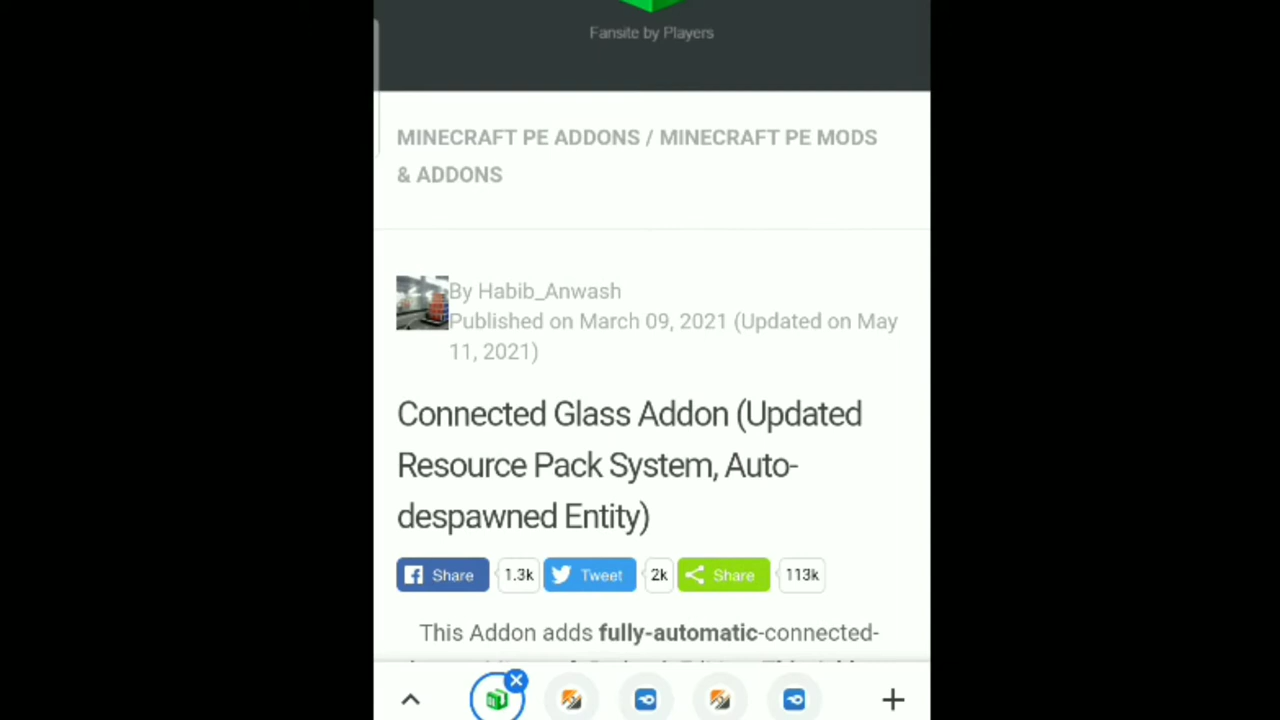 Fansite by Players
MINECRAFT PE ADDONS / MINECRAFT PE MODS
& ADDONS
By Habib_Anwash
Published on March 09, 2021 (Updated on May
11, 2021)
Connected Glass Addon (Updated
Resource Pack System, Auto-
despawned Entity)
Share 1.3k Tweet 2k Share 113k
This Addon adds fully-automatic-connected-